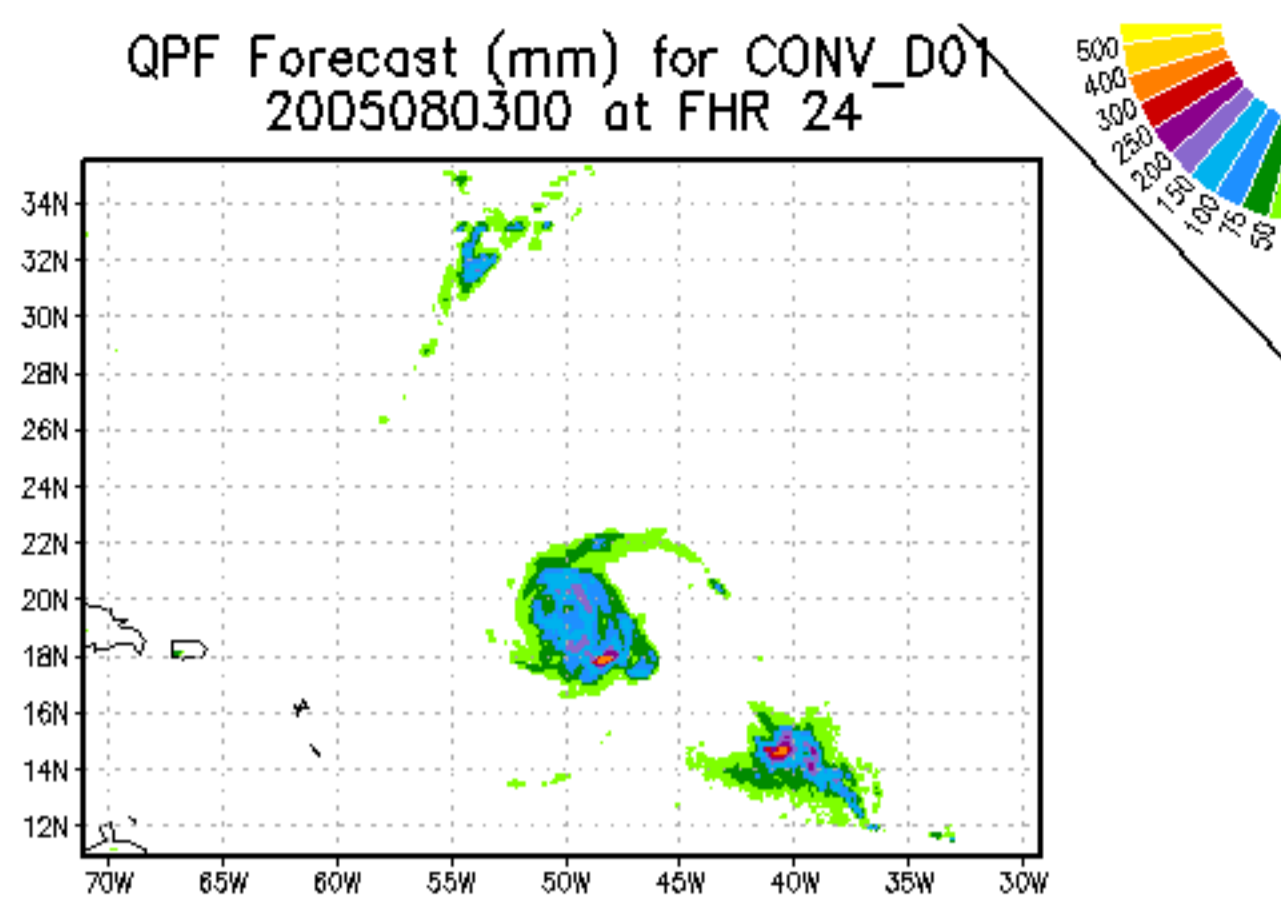 QPF Forecast (mm) for CONV_D01
2005080300 at FHR 24
500
400
300
250
200
150
100
75
50
34N
32N
30N
28N
26N
24N
22N
20N
18N
16N
14N
12N
70W 65W 60W 55W 50W 45W 40W 35W 30W